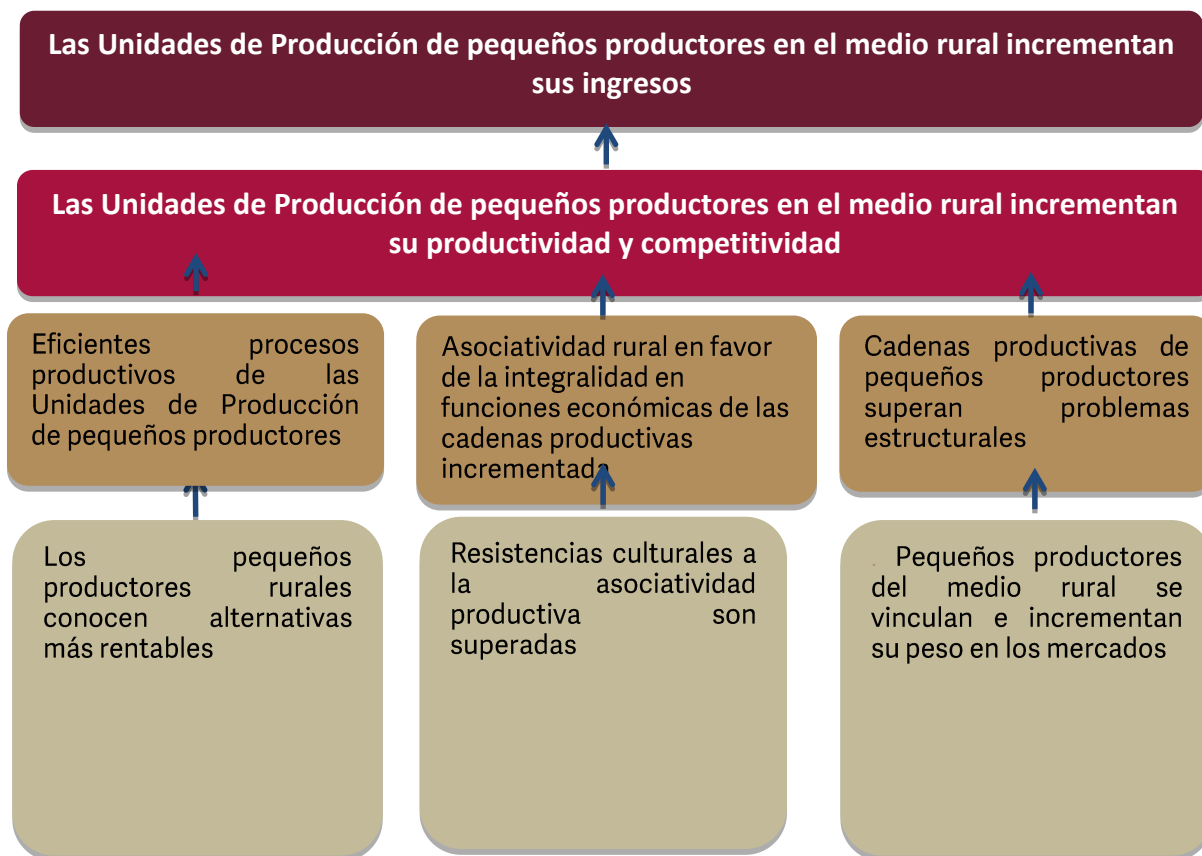 Las Unidades de Producción de pequeños productores en el medio rural incrementan
sus ingresos
Las Unidades de Producción de pequeños productores en el medio rural incrementan
su productividad y competitividad
Eficientes procesos
productivos de las
Unidades de Producción
de pequeños productores
Asociatividad rural en favor
de la integralidad en
funciones económicas de las
cadenas productivas
incrementada
Cadenas productivas de
pequeños productores
superan problemas
estructurales
Los pequeños
productores rurales
conocen alternativas
más rentables
Resistencias culturales a
la asociatividad
productiva son
superadas
. Pequeños productores
del medio rural se
vinculan e incrementan
su peso en los mercados